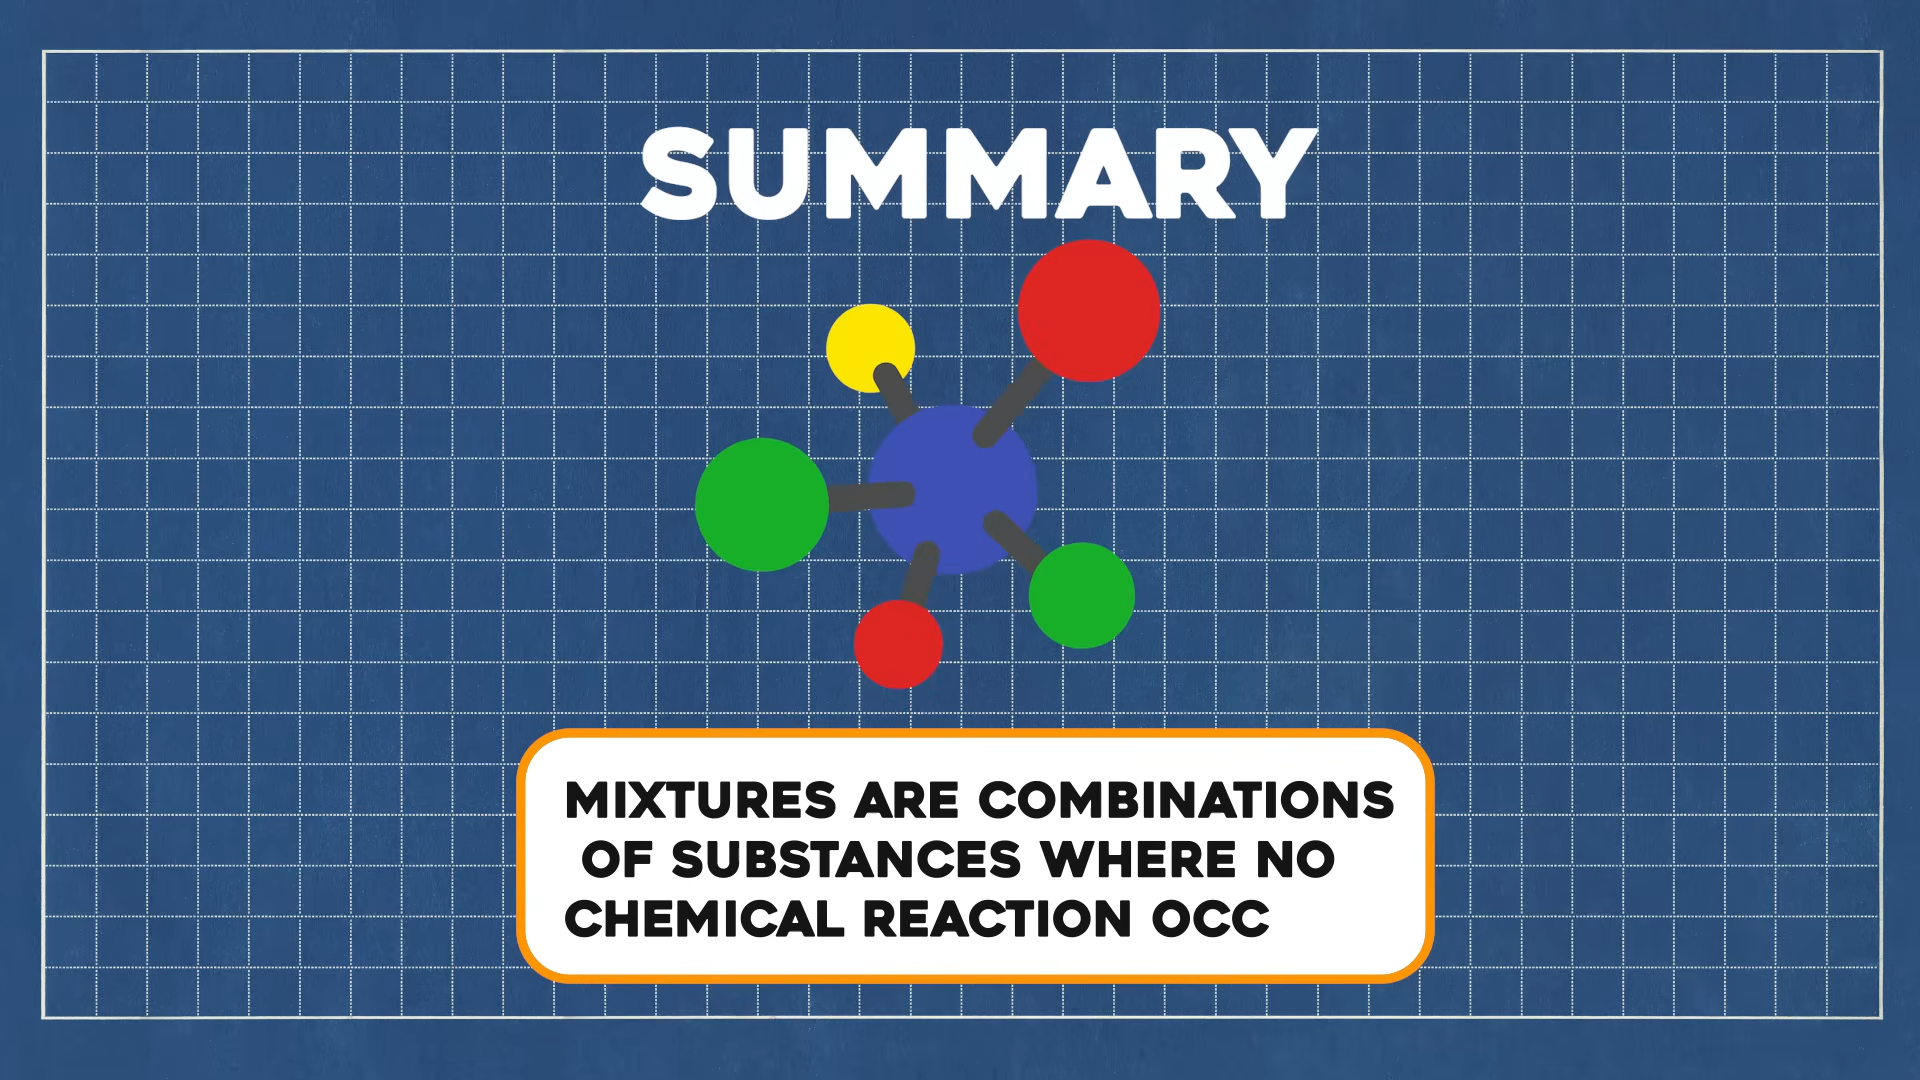 SUMMARY
MIXTURES ARE COMBINATIONS
OF SUBSTANCES WHERE NO
CHEMICAL REACTION OCC